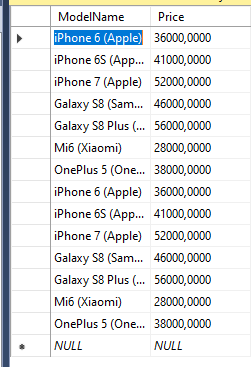 ModelName Price
iPhone 6 (Apple) 36000,0000
iPhone 6S (App... 41000,0000
iPhone 7 (Apple) 52000,0000
Galaxy S8 (Sam... 46000,0000
Galaxy S8 Plus (... 56000,0000
Mi6 (Xiaomi) 28000,0000
OnePlus 5 (One... 38000,0000
iPhone 6 (Apple) 36000,0000
iPhone 6S (App... 41000,0000
iPhone 7 (Apple) 52000,0000
Galaxy S8 (Sam... 46000,0000
Galaxy S8 Plus (... 56000,0000
Mi6 (Xiaomi) 28000,0000
OnePlus 5 (One... 38000,0000
NULL NULL